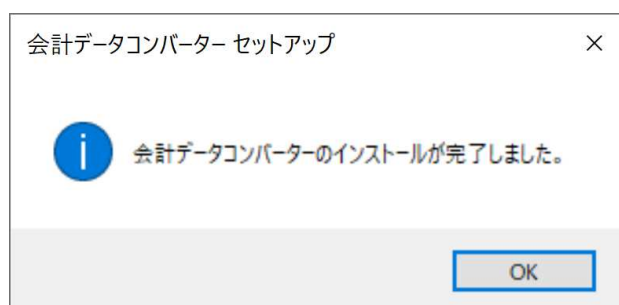 会計データコンバーター セットアップ
会計データコンバーターのインストールが完了しました。
OK